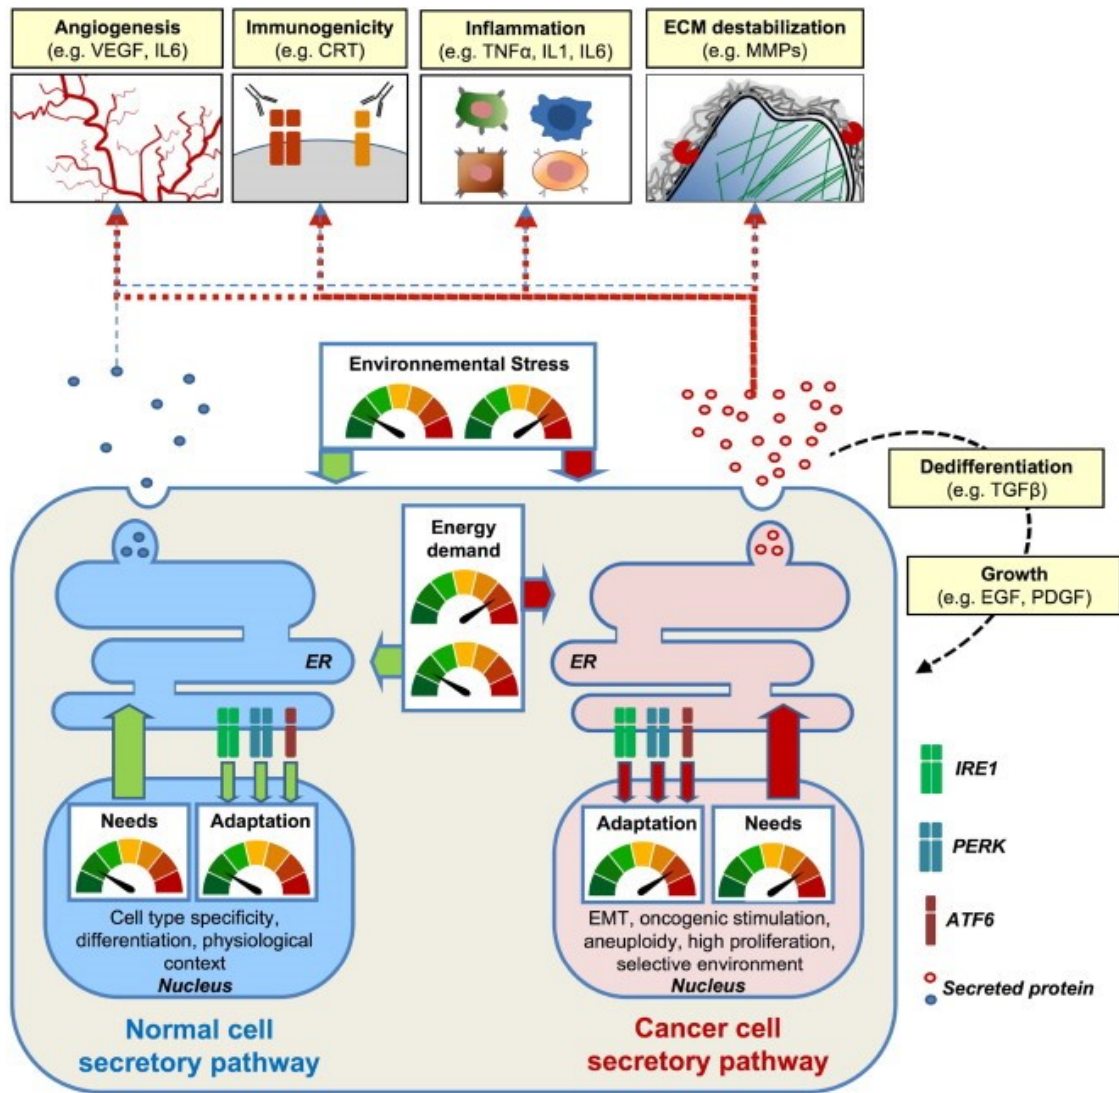 Angiogenesis
(e.g. VEGF, IL6)
Immunogenicity
(e.g. CRT)
Inflammation
(e.g. TNFα, IL1, IL6)
ECM destabilization
(e.g. MMPs)
Environnemental Stress
Dedifferentiation
(e.g. TGFβ)
Growth
(e.g. EGF, PDGF)
Energy
demand
ER
ER
Needs
Adaptation
Cell type specificity,
differentiation, physiological
context
Nucleus
Adaptation
Needs
EMT, oncogenic stimulation,
aneuploidy, high proliferation,
selective environment
Nucleus
IRE1
PERK
ATF6
Secreted protein
Normal cell
secretory pathway
Cancer cell
secretory pathway